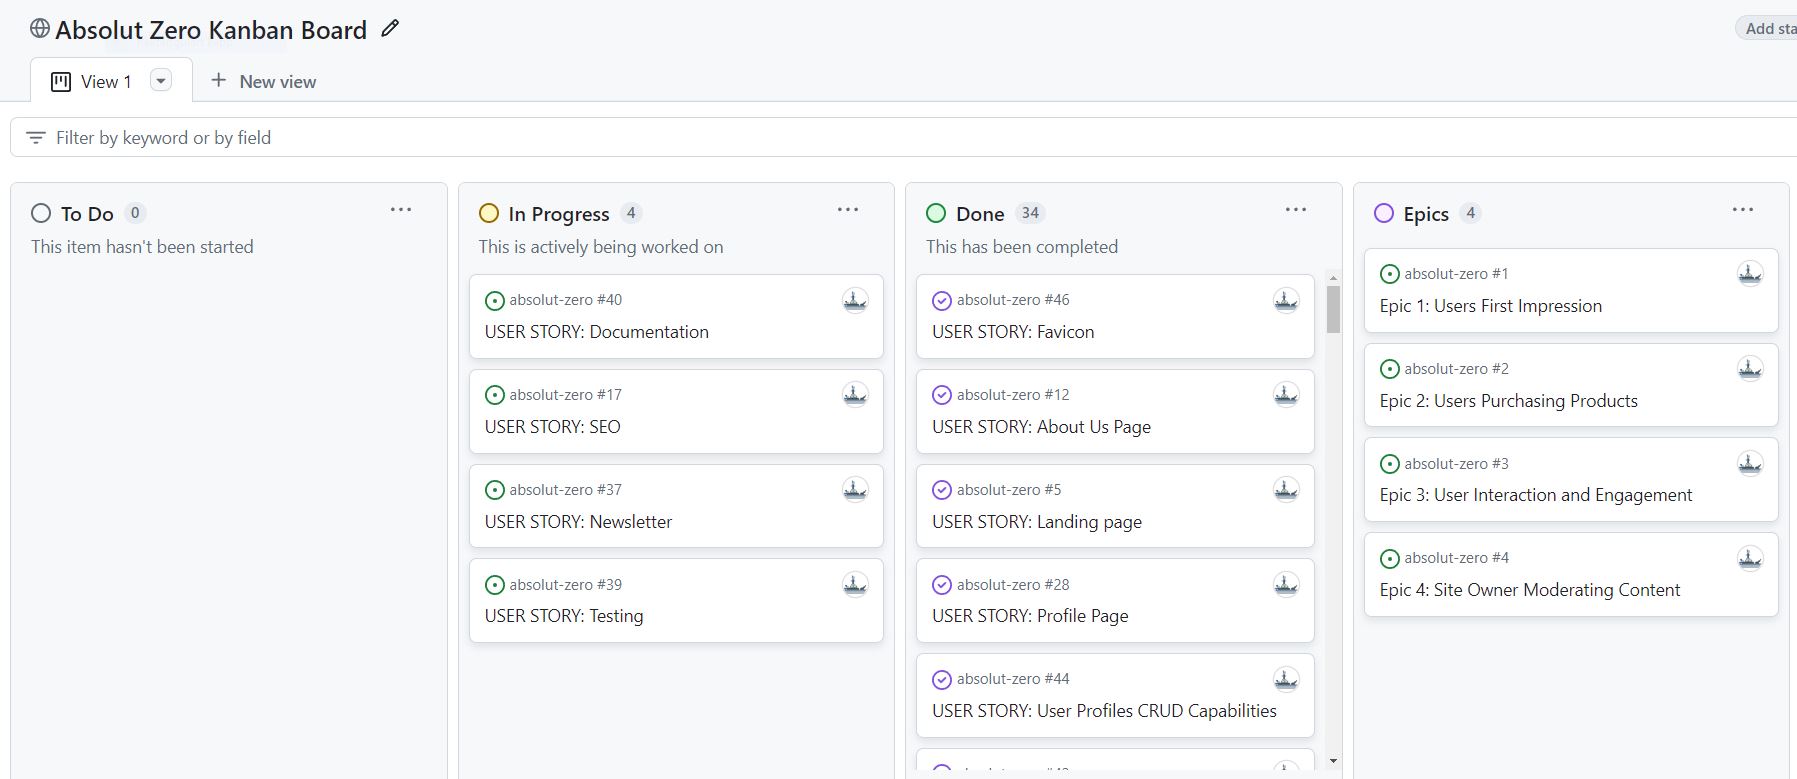 Absolut Zero Kanban Board
Add sta
View 1
New view
Filter by keyword or by field
To Do 0
This item hasn't been started
In Progress 4
This is actively being worked on
absolut-zero #40
USER STORY: Documentation
absolut-zero #17
USER STORY: SEO
absolut-zero #37
USER STORY: Newsletter
absolut-zero #39
USER STORY: Testing
Done 34
This has been completed
absolut-zero #46
USER STORY: Favicon
absolut-zero #12
USER STORY: About Us Page
absolut-zero #5
USER STORY: Landing page
absolut-zero #28
USER STORY: Profile Page
absolut-zero #44
USER STORY: User Profiles CRUD Capabilities
Epics 4
absolut-zero #1
Epic 1: Users First Impression
absolut-zero #2
Epic 2: Users Purchasing Products
absolut-zero #3
Epic 3: User Interaction and Engagement
absolut-zero #4
Epic 4: Site Owner Moderating Content